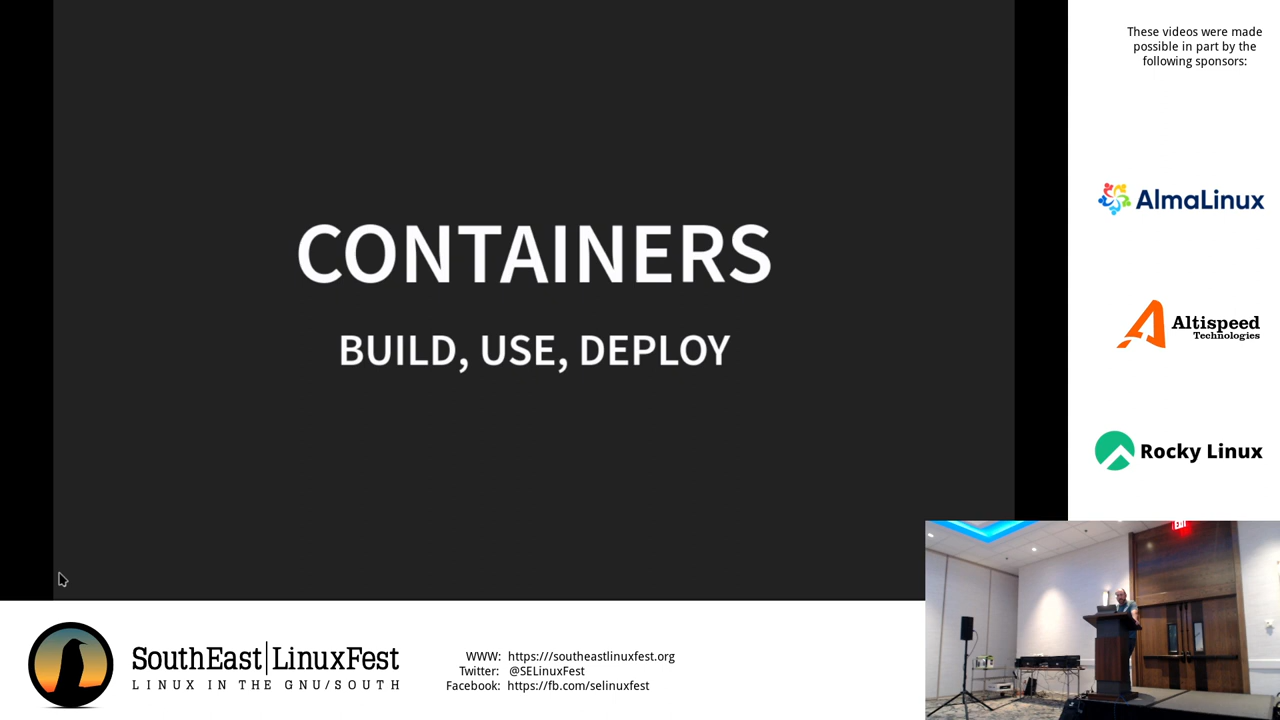 CONTAINERS
BUILD, USE, DEPLOY
These videos were made
possible in part by the
following sponsors:
AlmaLinux
Altispeed
Technologies
Rocky Linux
EXIT
SouthEast|LinuxFest
LINUX IN THE GNU/SOUTH
WWW: https:///southeastlinuxfest.org
Twitter: @SELinuxFest
Facebook: https://fb.com/selinuxfest